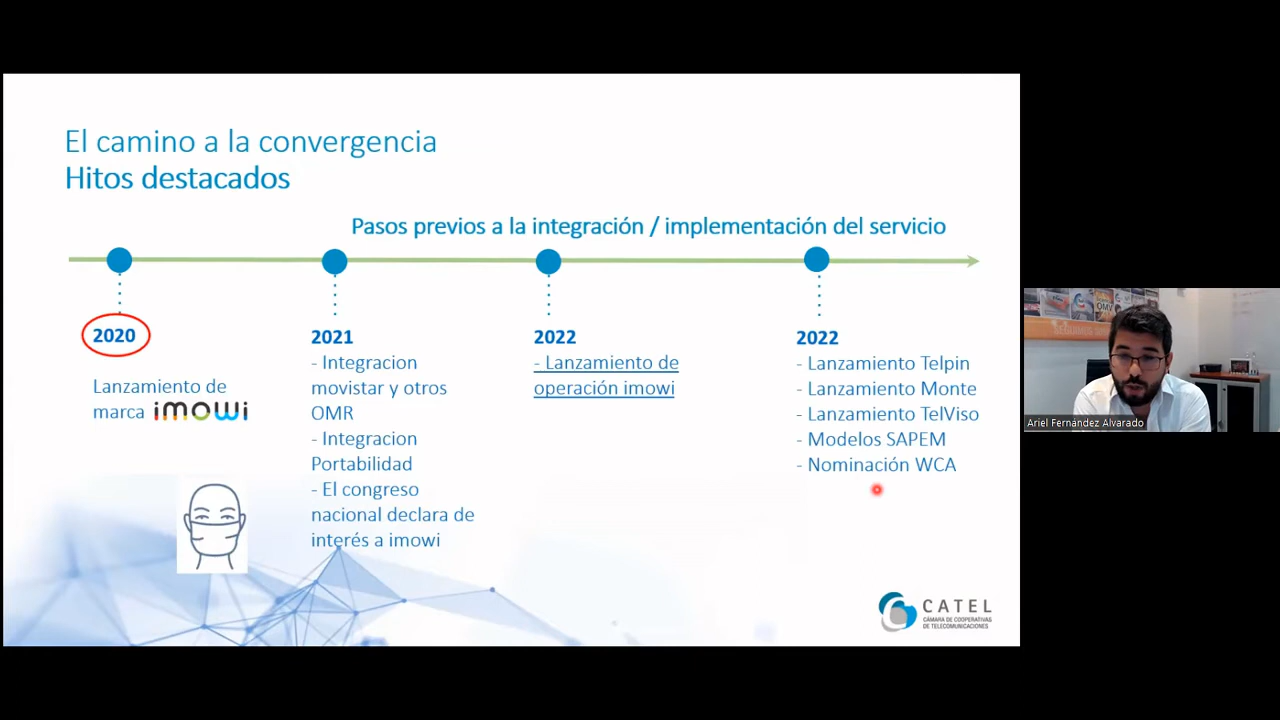 El camino a la convergencia
Hitos destacados
Pasos previos a la integración / implementación del servicio
2020
Lanzamiento de
marca imowi
2021
- Integracion
movistar y otros
OMR
- Integracion
Portabilidad
- El congreso
nacional declara de
interés a imowi
2022
- Lanzamiento de
operación imowi
2022
- Lanzamiento Telpin
- Lanzamiento Monte
- Lanzamiento TelViso
- Modelos SAPEM
- Nominación WCA
CATEL
CÁMARA DE COOPERATIVAS
DE TELECOMUNICACIONES
OMV
Ariel Fernández Alvarado